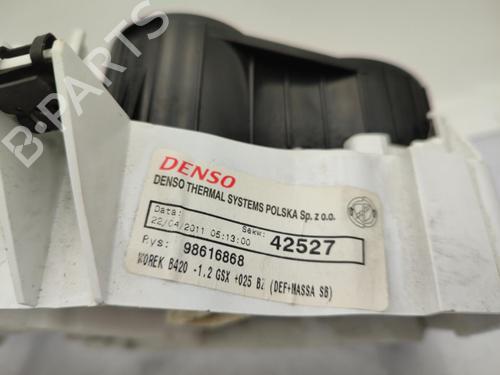 B-PARTS
DENSO
DENSO THERMAL SYSTEMS POLSKA Sp. z o.o.
Data: Sekw:
22/04/2011 05:13:00 42527
Rys: 98616868
WOREK B420 -1.2 GSX +025 BZ (DEF+MASSA SB)